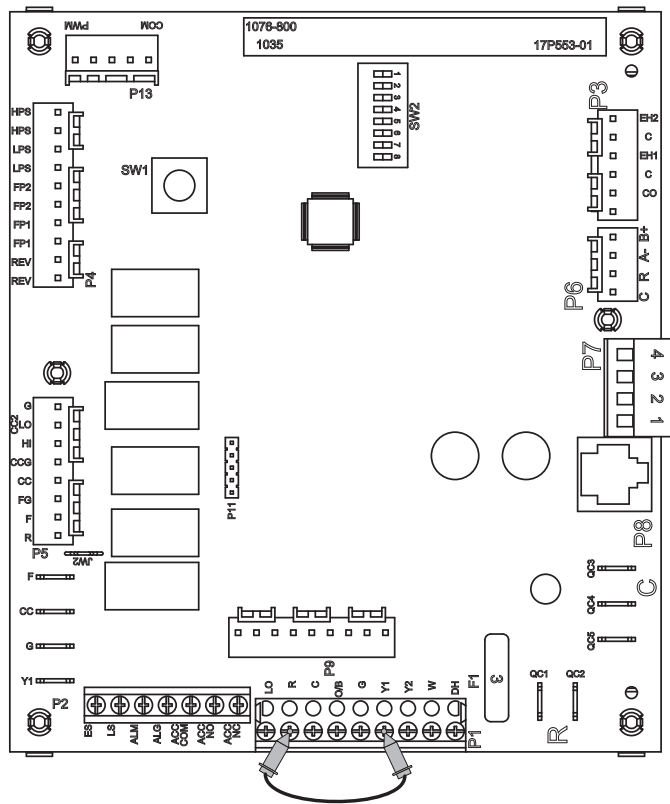 PWM COM
P13
1078-800
1035 17P553-01
1
2
3
4
5
6
7
8
SW2
HPS
HPS
LPS
LPS
FP2
FP2
FP1
FP1
REV
REV
P4
SW1
P3
EH2
C
EH1
C
CO
P6
B+
A-
R
C
P7
4
3
2
1
P8
G
CC2
LO
HI
CCG
CC
FG
F
R
P5
JW2
P11
F
CC
G
Y1
QC3
QC4
QC5
C
P9
P2
ES
LS
ALM
ALG
ACC COM
ACC NO
ACC NC
LO
R
C
O/B
G
Y1
Y2
W
DH
P1
F1
3
QC1
QC2
R